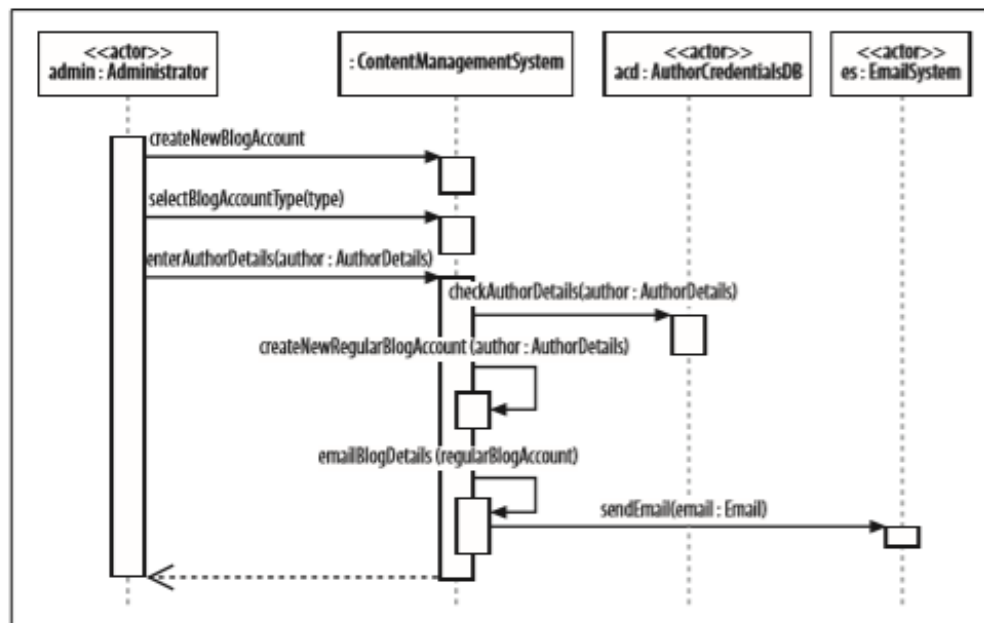 <<actor>>
admin : Administrator
: ContentManagementSystem
<<actor>>
acd : AuthorCredentialsDB
<<actor>>
es : EmailSystem
createNewBlogAccount
selectBlogAccountType(type)
enterAuthorDetails(author : AuthorDetails)
checkAuthorDetails(author : AuthorDetails)
createNewRegularBlogAccount (author : AuthorDetails)
emailBlogDetails (regularBlogAccount)
sendEmail(email : Email)